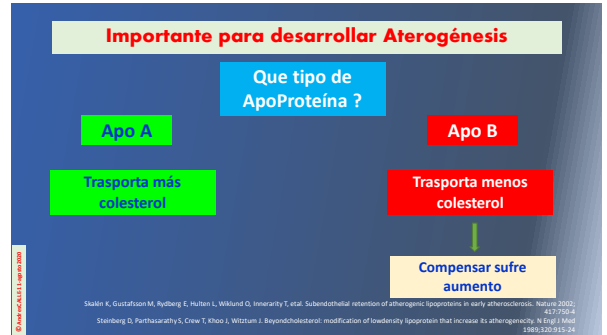 Importante para desarrollar Aterogénesis
Que tipo de
ApoProteína ?
Apo A
Apo B
Trasporta más
colesterol
Trasporta menos
colesterol
Compensar sufre
aumento
Skalén K, Gustafsson M, Rydberg E, Hulten L, Wiklund O, Innerarity T, etal. Subendothelial retention of atherogenic lipoproteins in early atherosclerosis. Nature 2002;
417:750-4
Steinberg D, Parthasarathy S, Crew T, Khoo J, Witztum J. Beyondcholesterol: modification of lowdensity lipoprotein that increase its atherogenecity. N Engl J Med
1989;320:915-24